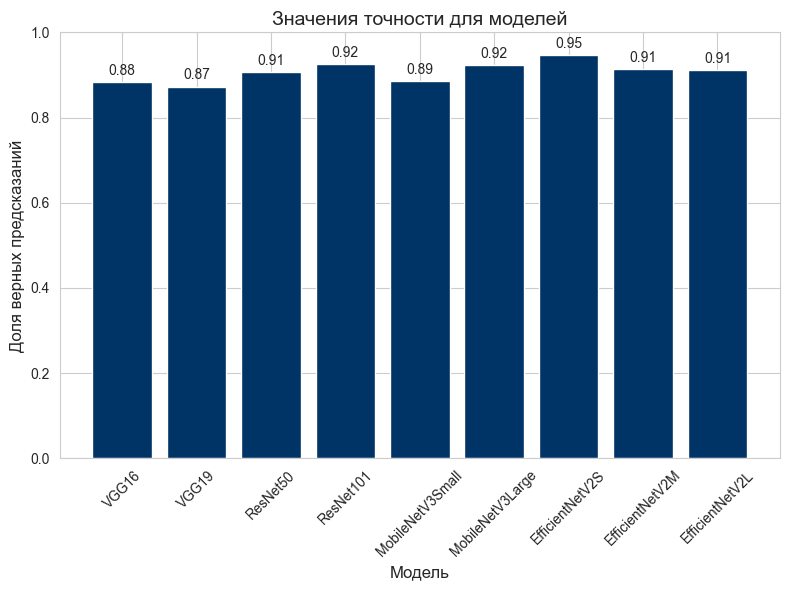 Значения точности для моделей
Доля верных предсказаний
1.0
0.8
0.6
0.4
0.2
0.0
0.88
0.87
0.91
0.92
0.89
0.92
0.95
0.91
0.91
VGG16
VGG19
ResNet50
ResNet101
MobileNetV3Small
MobileNetV3Large
EfficientNetV2S
EfficientNetV2M
EfficientNetV2L
Модель